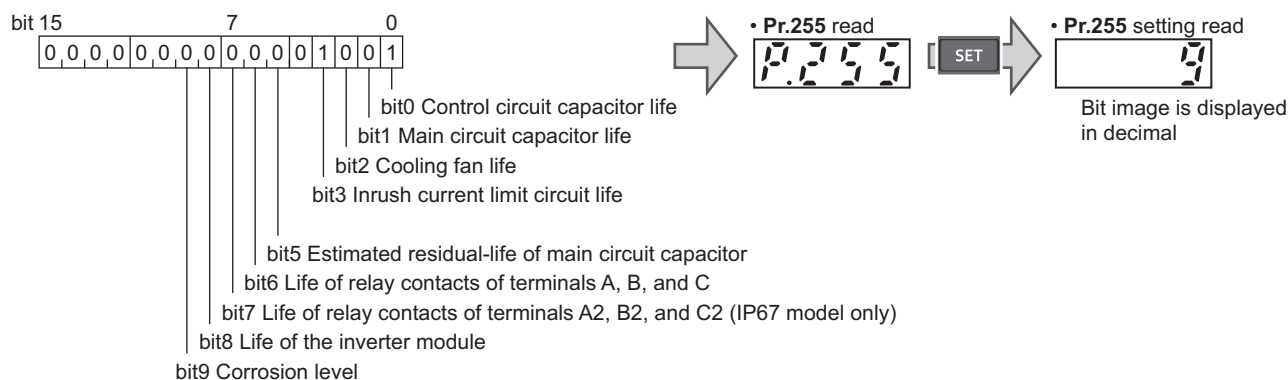 bit 15 7 0
0 0 0 0 0 0 0 0 0 0 0 0 1 0 0 1
bit0 Control circuit capacitor life
bit1 Main circuit capacitor life
bit2 Cooling fan life
bit3 Inrush current limit circuit life
bit5 Estimated residual-life of main circuit capacitor
bit6 Life of relay contacts of terminals A, B, and C
bit7 Life of relay contacts of terminals A2, B2, and C2 (IP67 model only)
bit8 Life of the inverter module
bit9 Corrosion level
• Pr.255 read
P.255
SET
• Pr.255 setting read
9
Bit image is displayed
in decimal